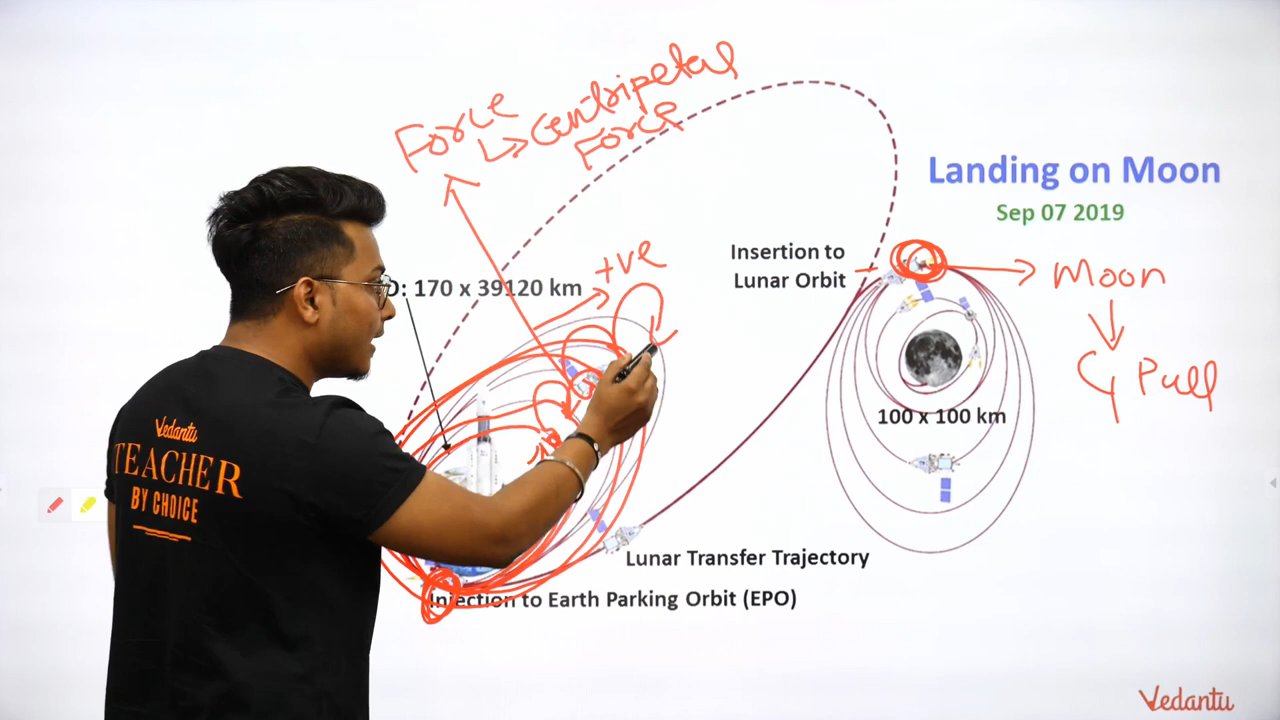 Force
↳ Centripetal
Force
Landing on Moon
Sep 07 2019
+ve
Insertion to
Lunar Orbit
Moon
O: 170 x 39120 km
Pull
100 x 100 km
Vedantu
TEACHER
BY CHOICE
Lunar Transfer Trajectory
Injection to Earth Parking Orbit (EPO)
Vedantu